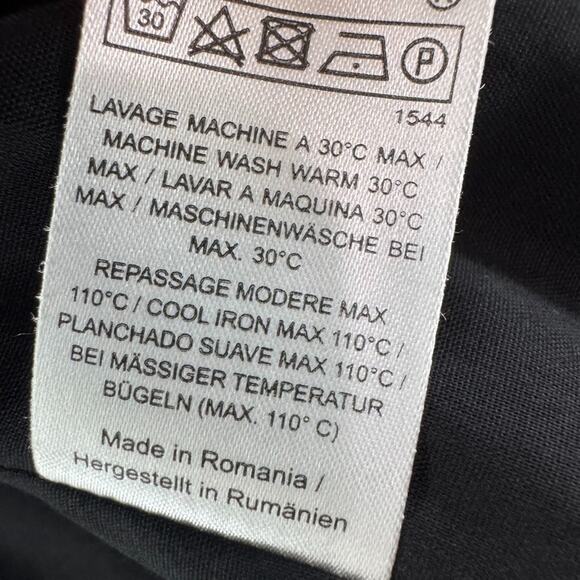 30
P
1544
LAVAGE MACHINE A 30°C MAX /
MACHINE WASH WARM 30°C
MAX / LAVAR A MAQUINA 30°C
MAX / MASCHINENWÄSCHE BEI
MAX. 30°C
REPASSAGE MODERE MAX
110°C / COOL IRON MAX 110°C /
PLANCHADO SUAVE MAX 110°C /
BEI MÄSSIGER TEMPERATUR
BÜGELN (MAX. 110° C)
Made in Romania /
Hergestellt in Rumänien